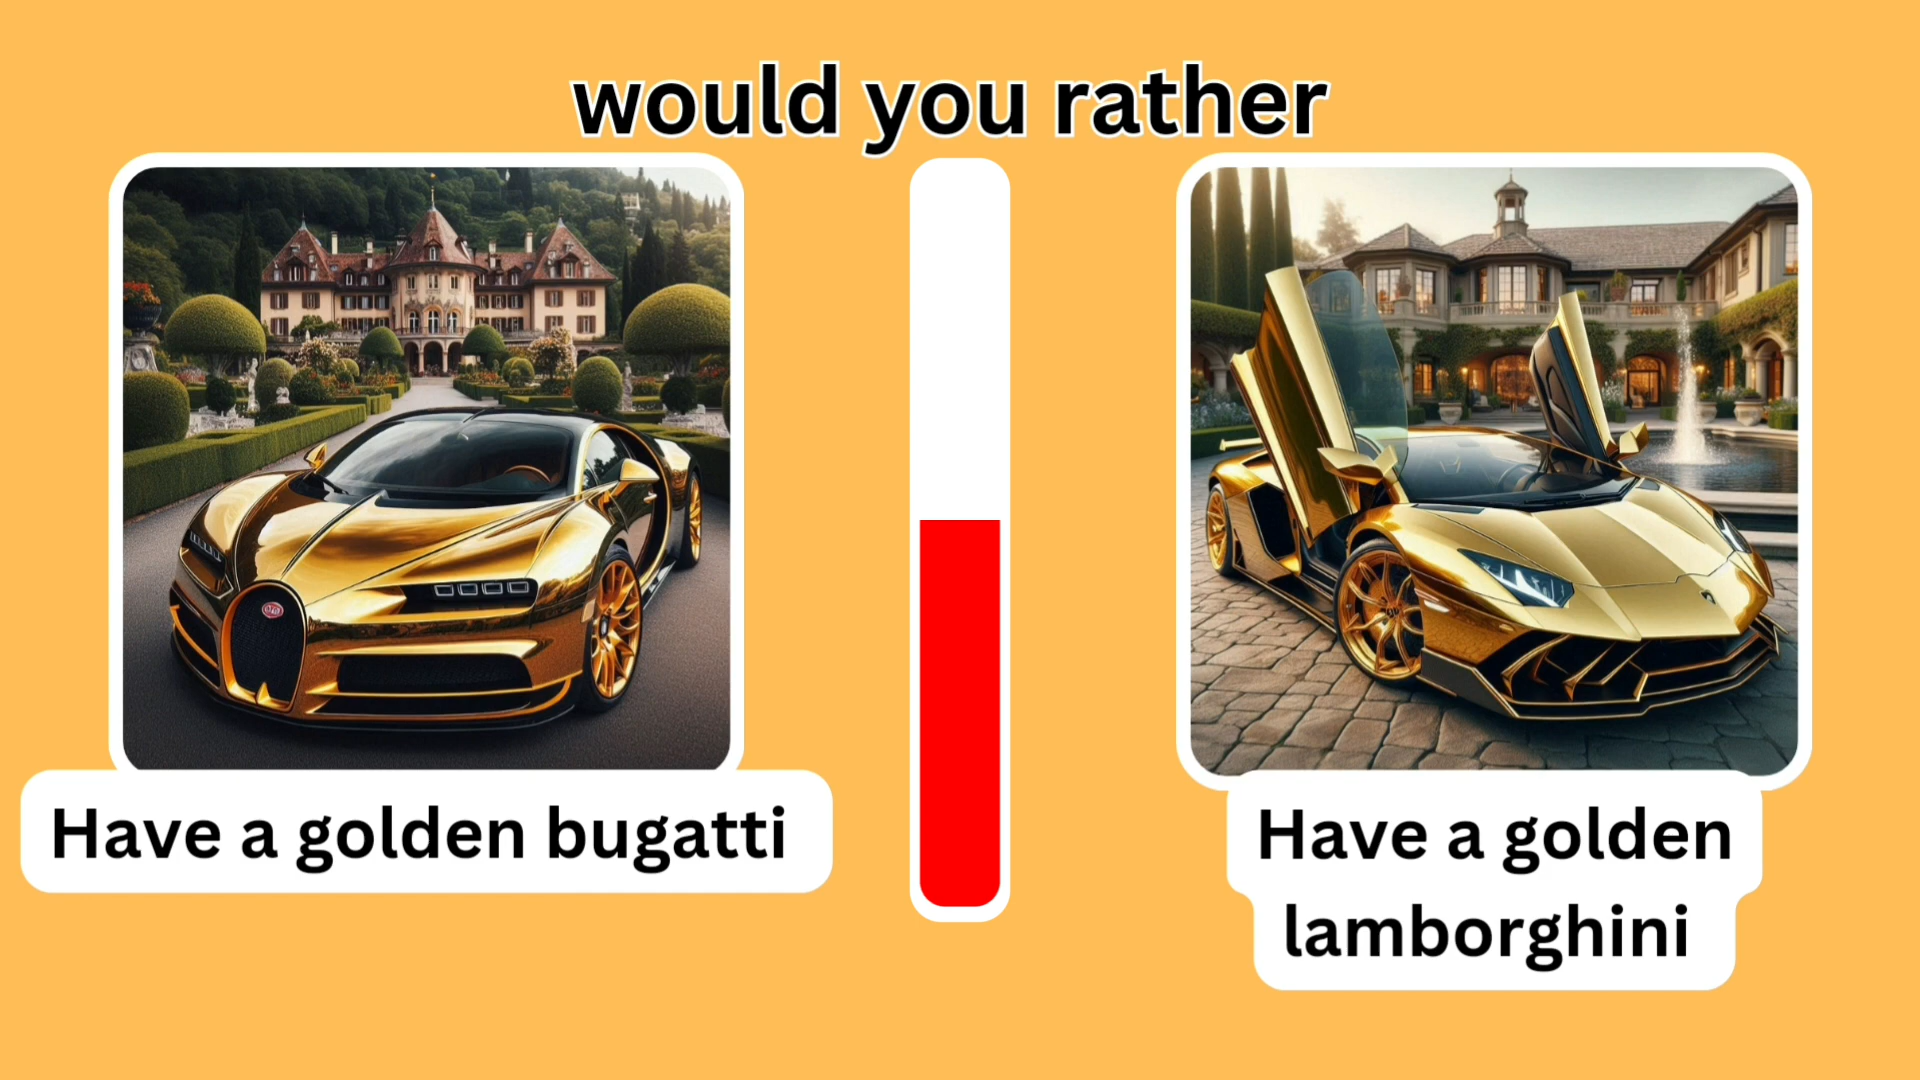 would you rather
Have a golden bugatti
Have a golden
lamborghini